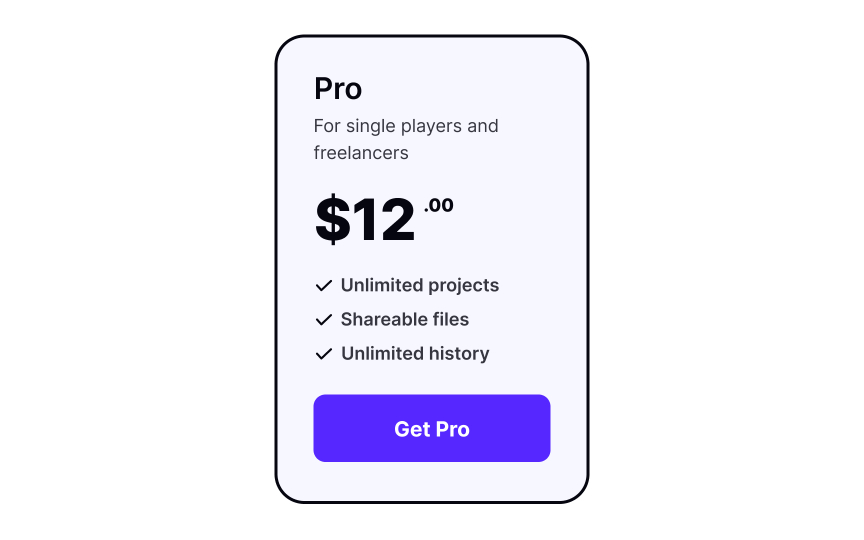 Pro
For single players and
freelancers
$12 .00
Unlimited projects
Shareable files
Unlimited history
Get Pro